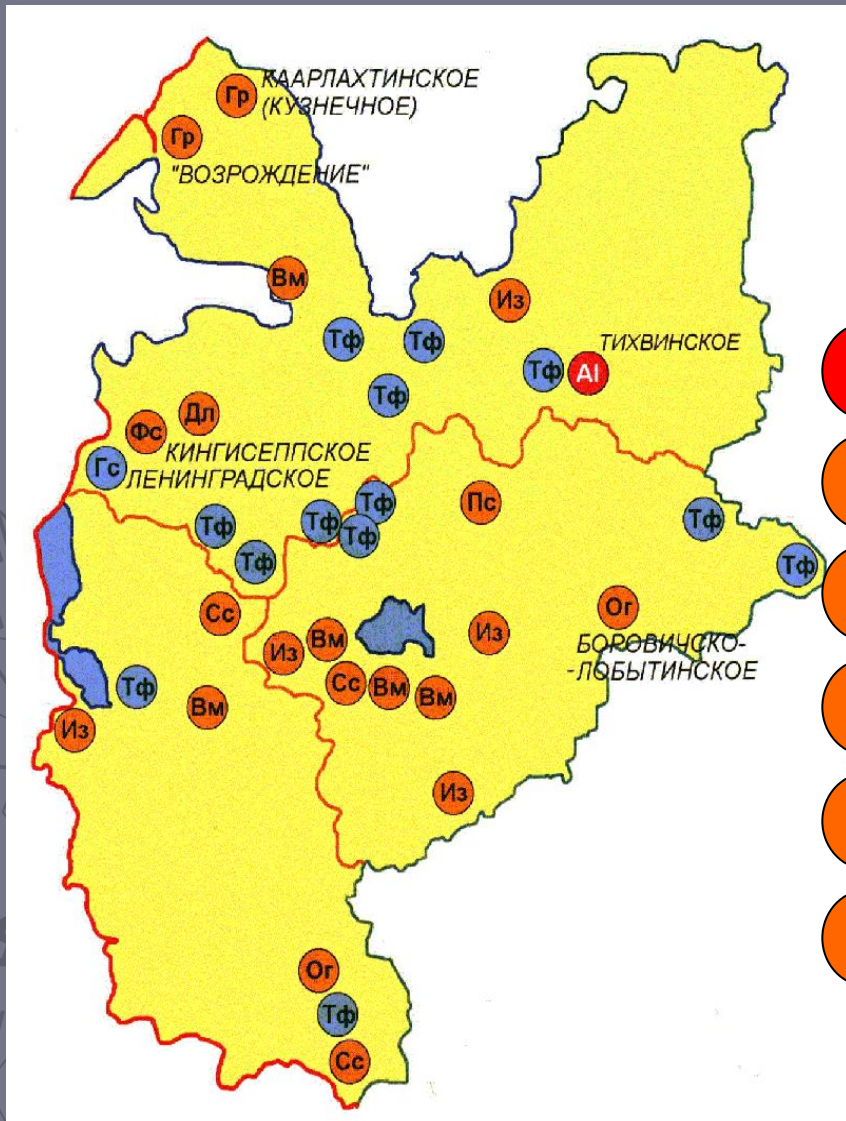 Гр
КААРЛАХТИНСКОЕ
(КУЗНЕЧНОЕ)
Гр
"ВОЗРОЖДЕНИЕ"
Вм
Из
Тф
Тф
ТИХВИНСКОЕ
Тф
Al
Тф
Дл
Фс
КИНГИСЕППСКОЕ
Гс
ЛЕНИНГРАДСКОЕ
Тф
Пс
Тф
Тф
Тф
Тф
Тф
Тф
Сс
Ог
Вм
Из
Из
БОРОВИЧСКО-
-ЛОБЫТИНСКОЕ
Сс
Вм
Вм
Тф
Вм
Из
Из
Ог
Тф
Сс